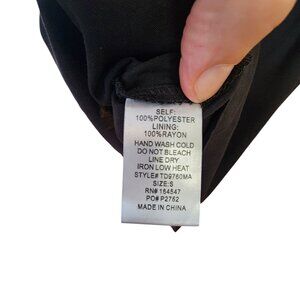 SELF:
100%POLYESTER
LINING:
100%RAYON
HAND WASH COLD
DO NOT BLEACH
LINE DRY
IRON LOW HEAT
STYLE# TD9760MA
SIZE:S
RN# 164547
PO# P2752
MADE IN CHINA